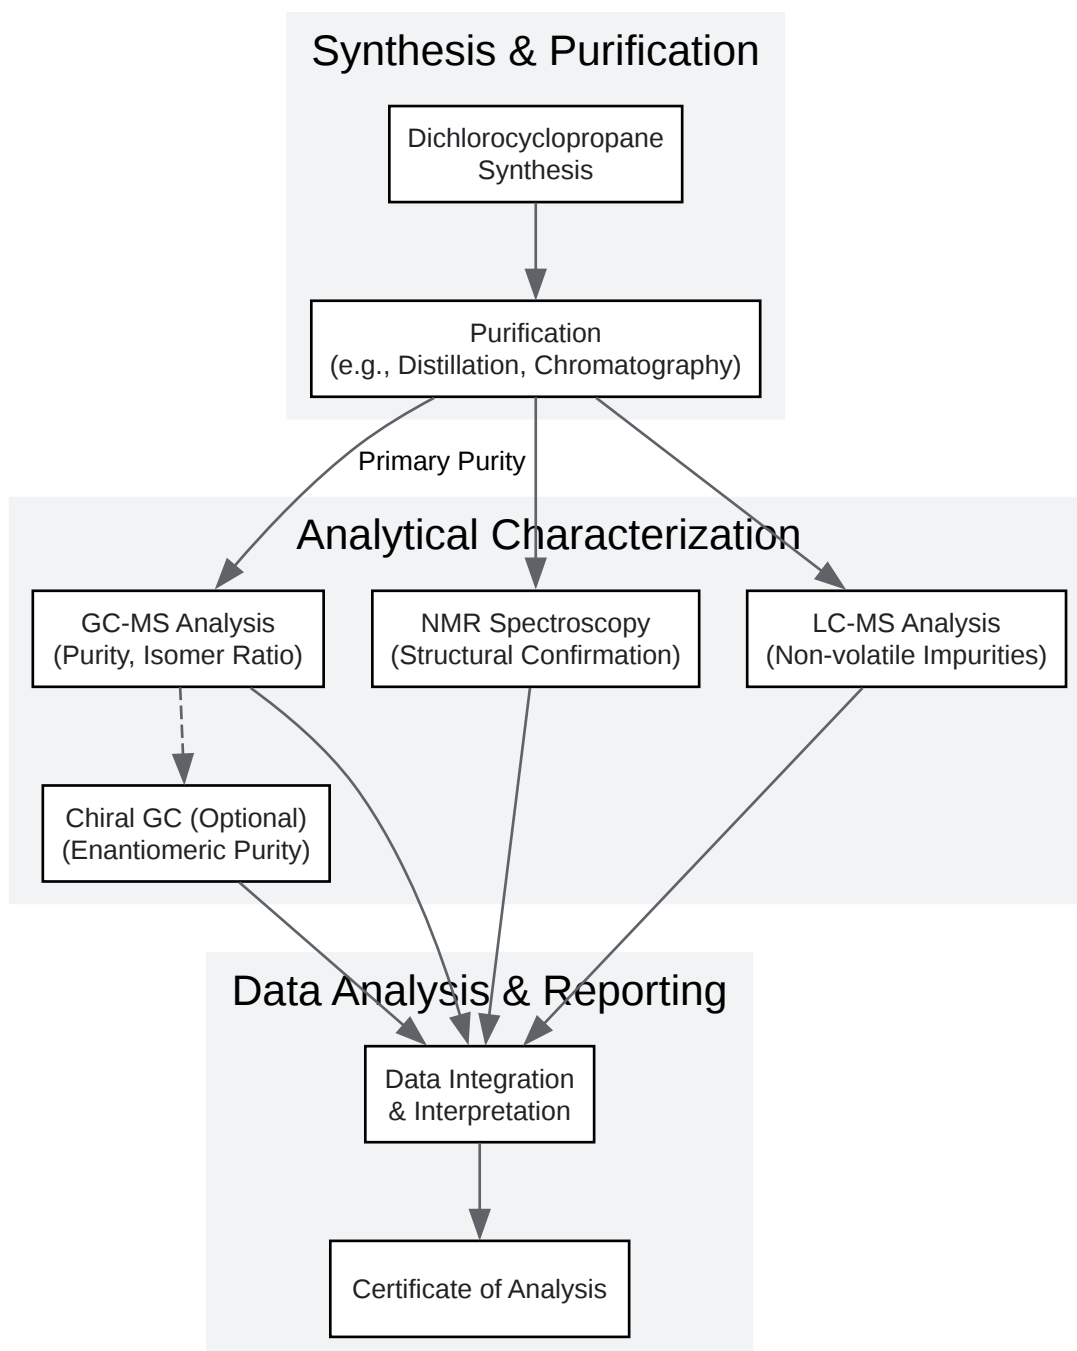 Synthesis & Purification
Dichlorocyclopropane
Synthesis
Purification
(e.g., Distillation, Chromatography)
Primary Purity
Analytical Characterization
GC-MS Analysis
(Purity, Isomer Ratio)
NMR Spectroscopy
(Structural Confirmation)
LC-MS Analysis
(Non-volatile Impurities)
Chiral GC (Optional)
(Enantiomeric Purity)
Data Analysis & Reporting
Data Integration
& Interpretation
Certificate of Analysis